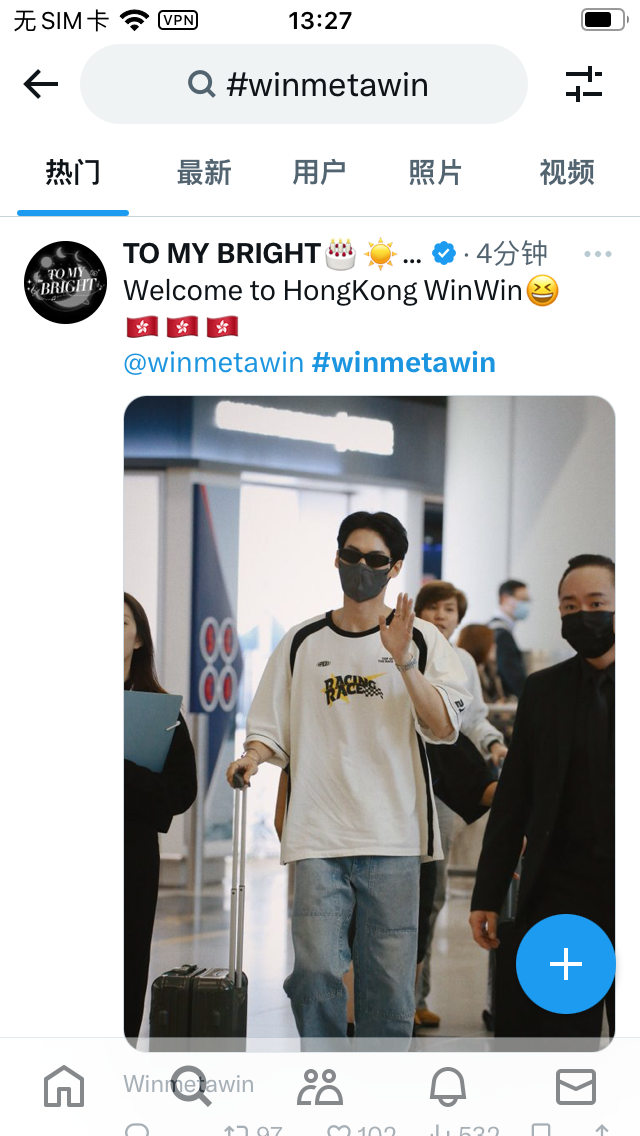 无SIM卡 VPN 13:27
#winmetawin
热门 最新 用户 照片 视频
TO MY BRIGHT🎂☀️... · 4分钟
Welcome to HongKong WinWin😆
🇭🇰🇭🇰🇭🇰
@winmetawin #winmetawin
TO MY
BRIGHT
RACING
RACE
Winmetawin
97 102 532